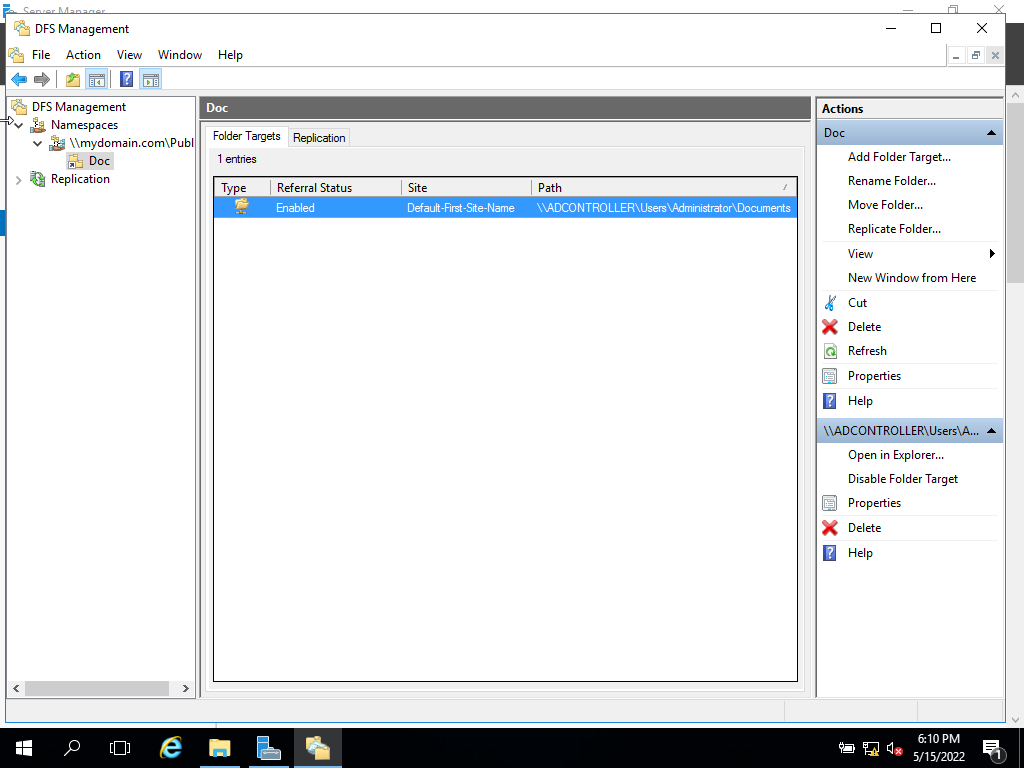 Server Manager
DFS Management
File Action View Window Help
DFS Management
Namespaces
\\mydomain.com\Publ
Doc
Replication
Doc
Folder Targets Replication
1 entries
Type Referral Status Site Path
Enabled Default-First-Site-Name \\ADCONTROLLER\Users\Administrator\Documents
Actions
Doc
Add Folder Target...
Rename Folder...
Move Folder...
Replicate Folder...
View
New Window from Here
Cut
Delete
Refresh
Properties
Help
\\ADCONTROLLER\Users\A...
Open in Explorer...
Disable Folder Target
Properties
Delete
Help
6:10 PM
5/15/2022
1